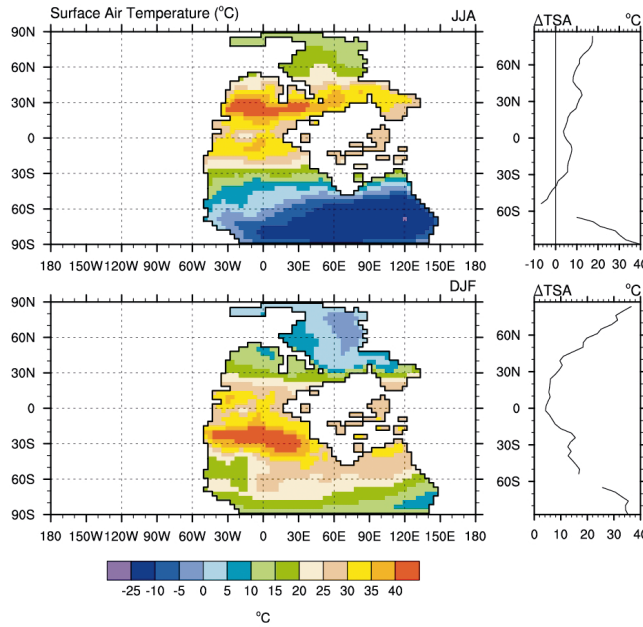 Surface Air Temperature (°C) JJA
ΔTSA °C
90N
60N
30N
0
30S
60S
90S
180 150W 120W 90W 60W 30W 0 30E 60E 90E 120E 150E 180
60N
30N
0
30S
60S
-10 0 10 20 30 40
DJF
ΔTSA °C
90N
60N
30N
0
30S
60S
90S
180 150W 120W 90W 60W 30W 0 30E 60E 90E 120E 150E 180
60N
30N
0
30S
60S
0 10 20 30 40
-25 -10 -5 0 5 10 15 20 25 30 35 40
°C